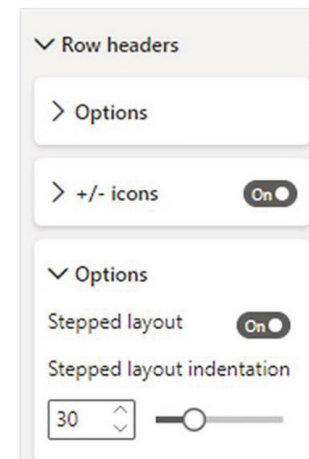 Row headers
Options
+/- icons On
Options
Stepped layout On
Stepped layout indentation
30